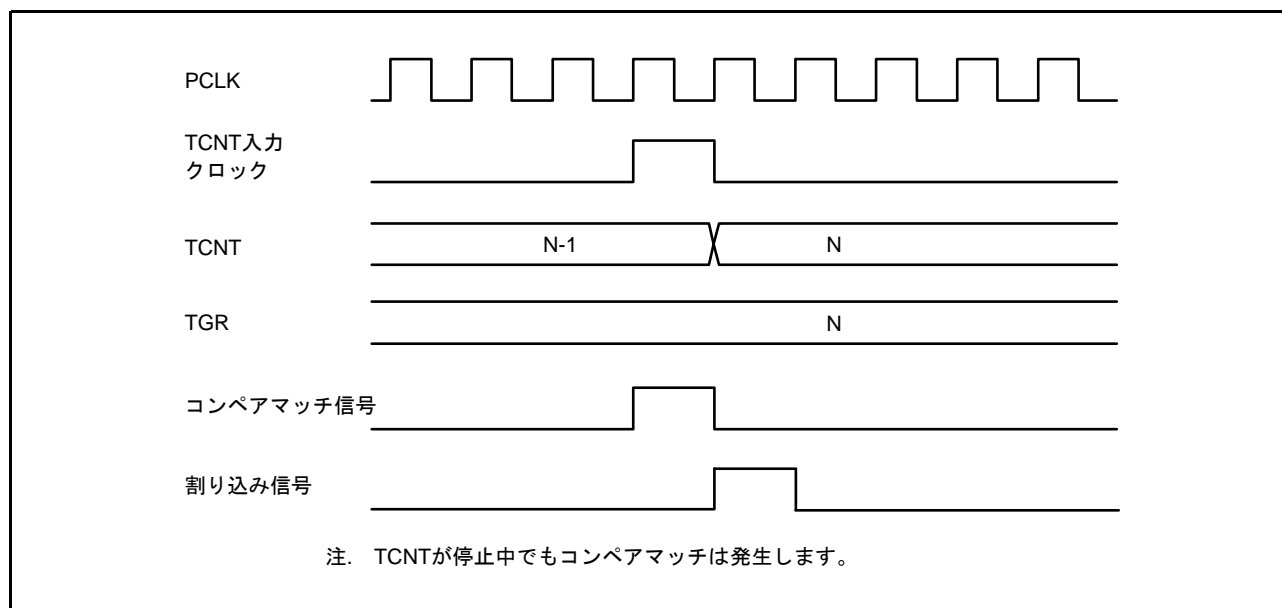 PCLK
TCNT入力
クロック
TCNT
N-1
N
TGR
N
コンペアマッチ信号
割り込み信号
注. TCNTが停止中でもコンペアマッチは発生します。